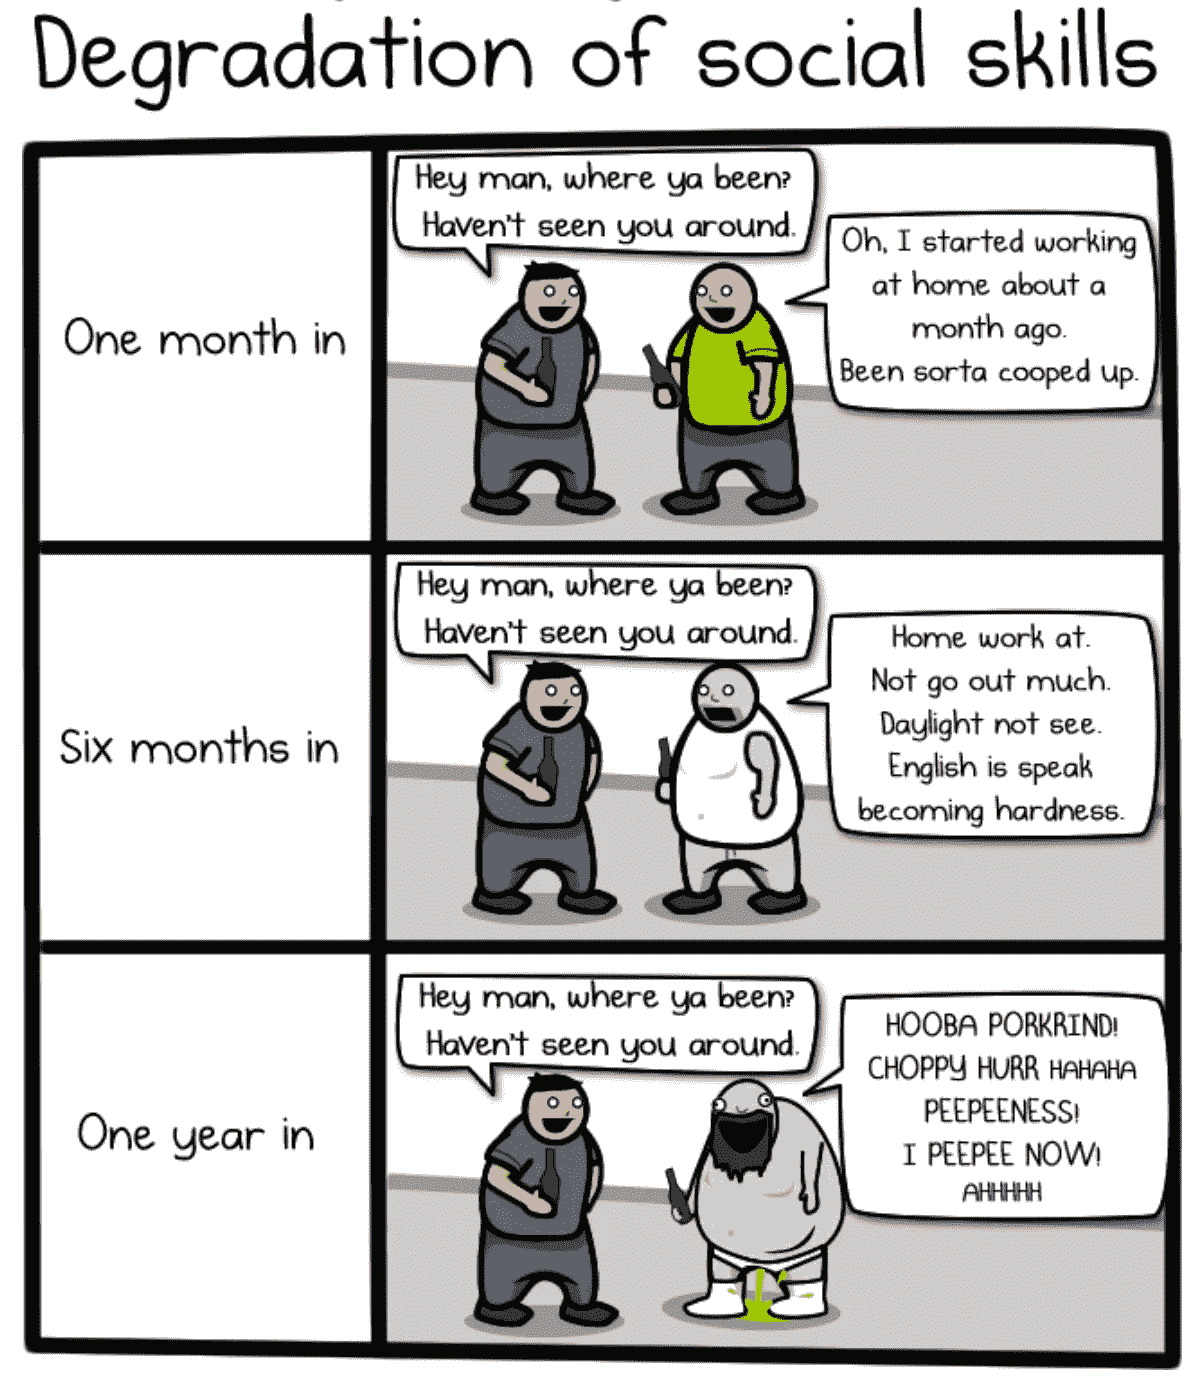 Degradation of social skills
One month in
Hey man, where ya been?
Haven't seen you around.
Oh, I started working
at home about a
month ago.
Been sorta cooped up.
Six months in
Hey man, where ya been?
Haven't seen you around.
Home work at.
Not go out much.
Daylight not see.
English is speak
becoming hardness.
One year in
Hey man, where ya been?
Haven't seen you around.
HOOBA PORKRIND!
CHOPPY HURR HAHAHA
PEEPEENESS!
I PEEPEE NOW!
AHHHHH